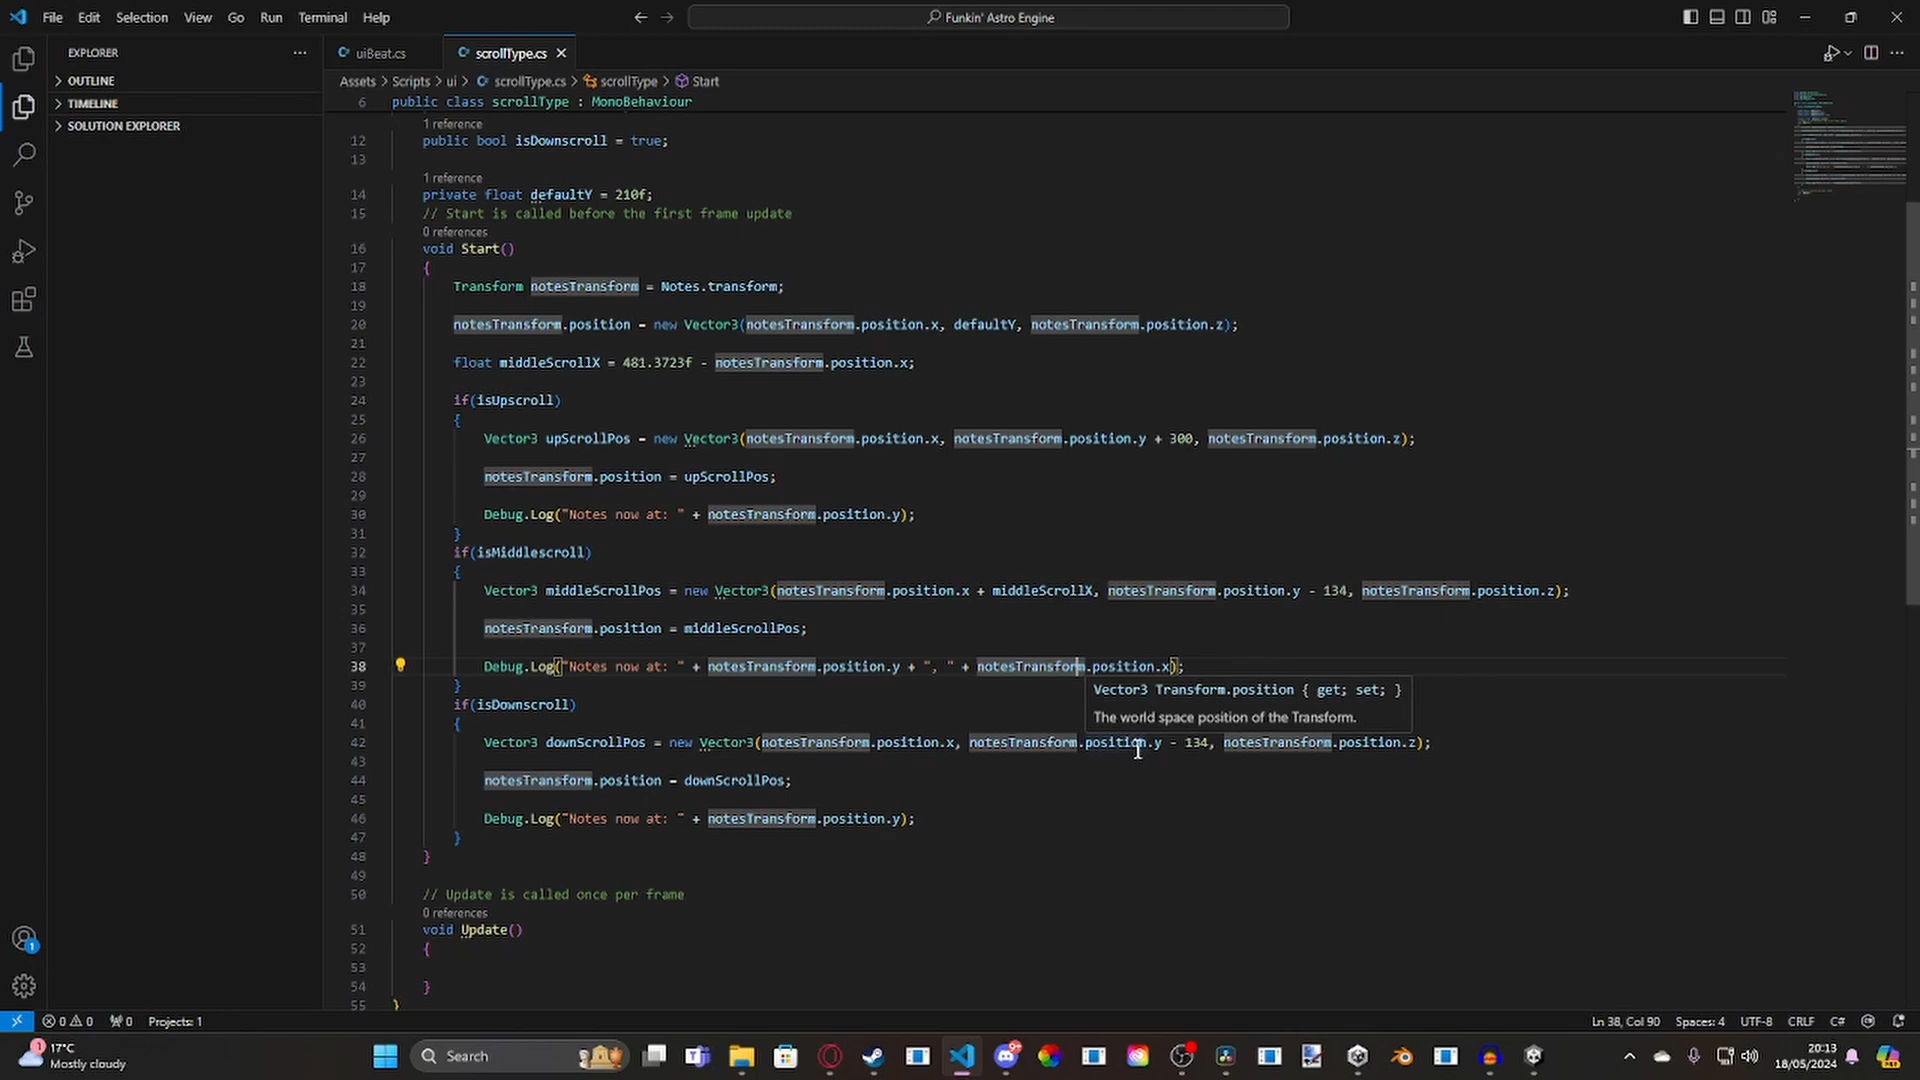 File Edit Selection View Go Run Terminal Help
Funkin' Astro Engine
EXPLORER
OUTLINE
TIMELINE
SOLUTION EXPLORER
uiBeat.cs
scrollType.cs
Assets > Scripts > ui > scrollType.cs > scrollType > Start
6 public class scrollType : MonoBehaviour
1 reference
12 public bool isDownscroll = true;
13
1 reference
14 private float defaultY = 210f;
15 // Start is called before the first frame update
0 references
16 void Start()
17 {
18 Transform notesTransform = Notes.transform;
19
20 notesTransform.position = new Vector3(notesTransform.position.x, defaultY, notesTransform.position.z);
21
22 float middleScrollX = 481.3723f - notesTransform.position.x;
23
24 if(isUpscroll)
25 {
26 Vector3 upScrollPos = new Vector3(notesTransform.position.x, notesTransform.position.y + 300, notesTransform.position.z);
27
28 notesTransform.position = upScrollPos;
29
30 Debug.Log("Notes now at: " + notesTransform.position.y);
31 }
32 if(isMiddlescroll)
33 {
34 Vector3 middleScrollPos = new Vector3(notesTransform.position.x + middleScrollX, notesTransform.position.y - 134, notesTransform.position.z);
35
36 notesTransform.position = middleScrollPos;
37
38 Debug.Log("Notes now at: " + notesTransform.position.y + ", " + notesTransform.position.x);
39 }
Vector3 Transform.position { get; set; }
The world space position of the Transform.
40 if(isDownscroll)
41 {
42 Vector3 downScrollPos = new Vector3(notesTransform.position.x, notesTransform.position.y - 134, notesTransform.position.z);
43
44 notesTransform.position = downScrollPos;
45
46 Debug.Log("Notes now at: " + notesTransform.position.y);
47 }
48 }
49
50 // Update is called once per frame
0 references
51 void Update()
52 {
53
54 }
55 }
0 0 0 Projects: 1
Ln 38, Col 90 Spaces: 4 UTF-8 CRLF C#
17°C
Mostly cloudy
Search
20:13
18/05/2024